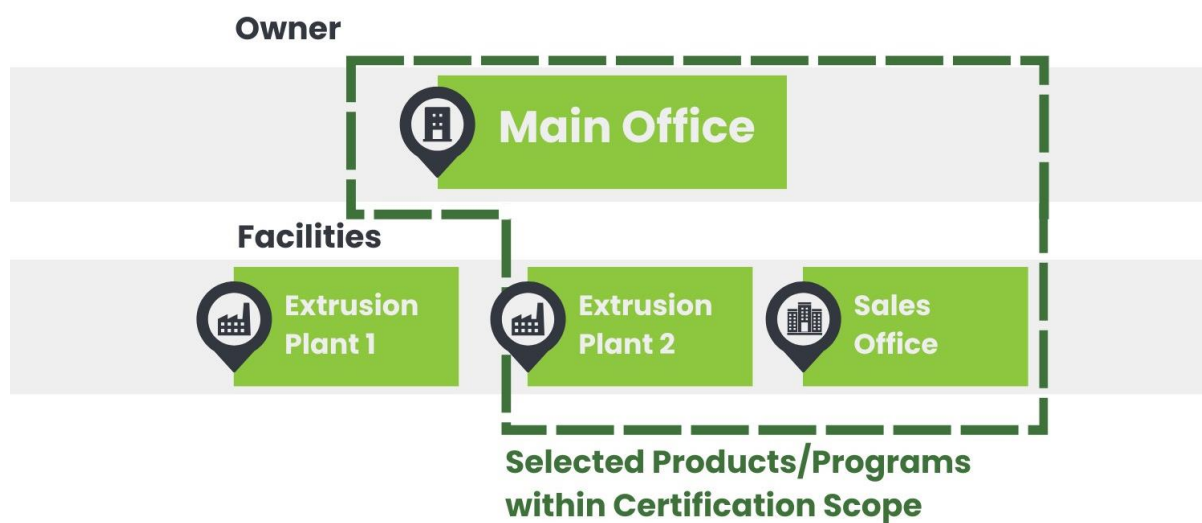 Owner
Main Office
Facilities
Extrusion
Plant 1
Extrusion
Plant 2
Sales
Office
Selected Products/Programs
within Certification Scope